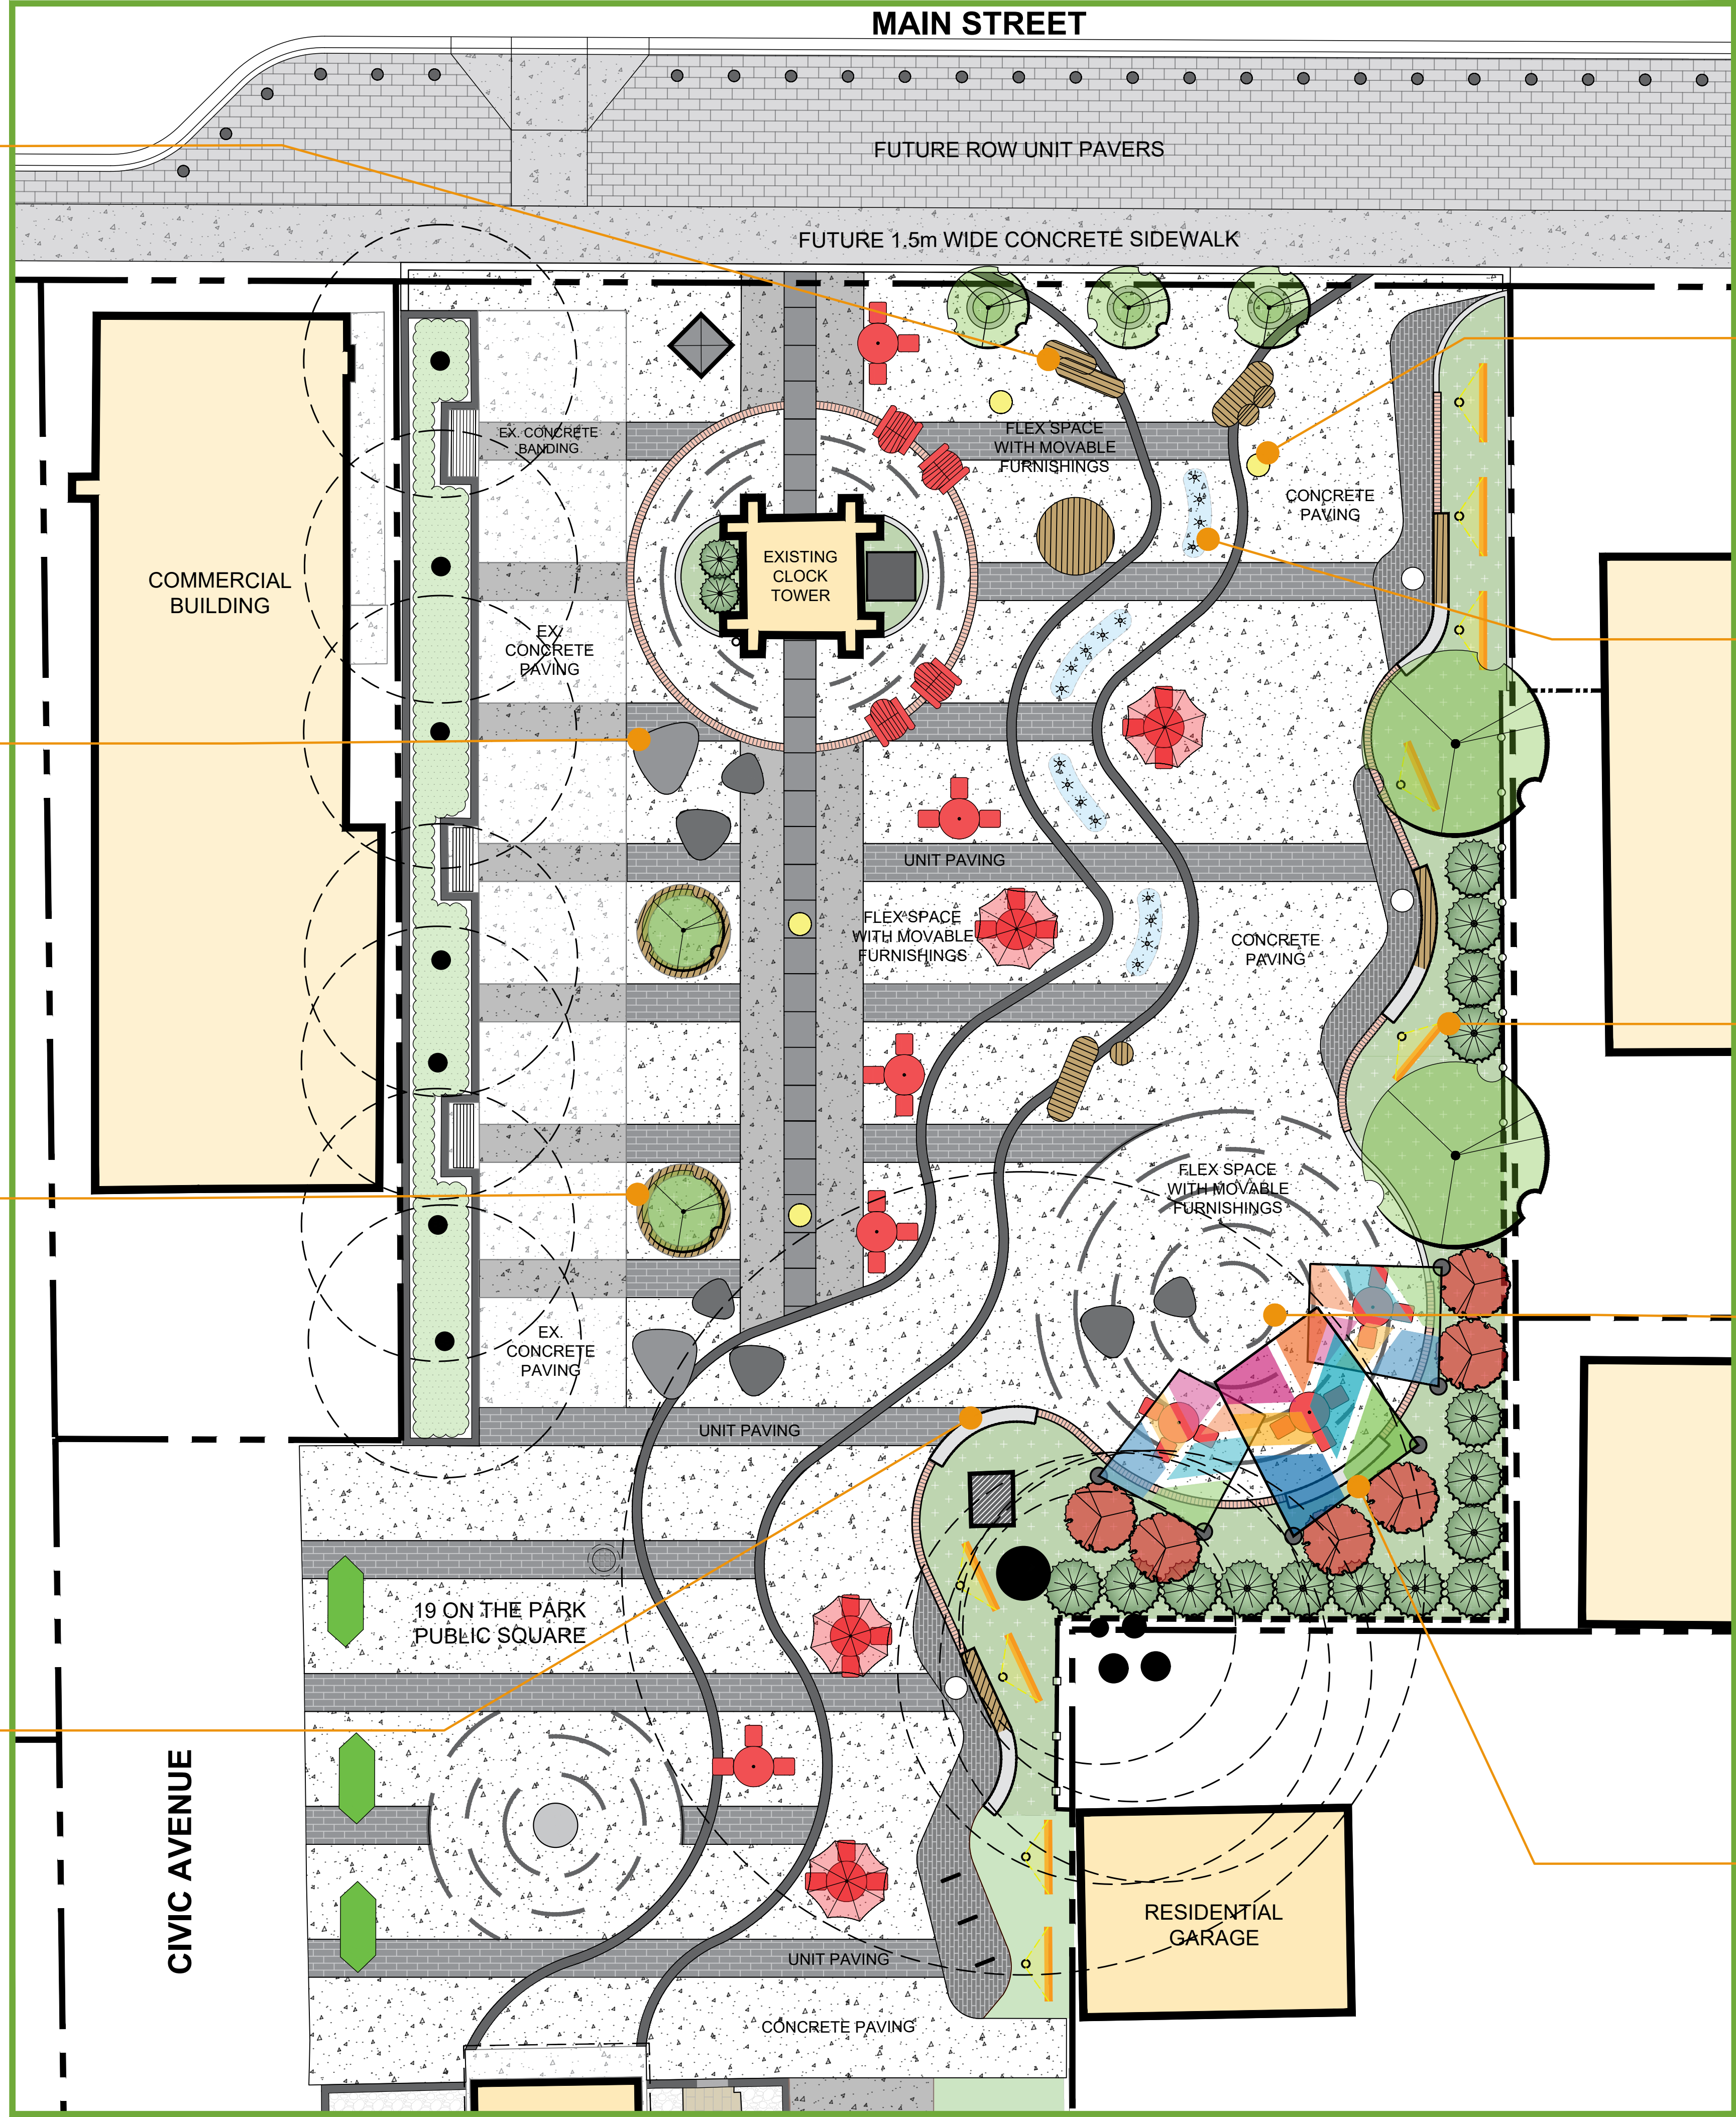 MAIN STREET
FUTURE ROW UNIT PAVERS
FUTURE 1.5m WIDE CONCRETE SIDEWALK
EX. CONCRETE
BANDING
FLEX SPACE
WITH MOVABLE
FURNISHINGS
CONCRETE
PAVING
COMMERCIAL
BUILDING
EXISTING
CLOCK
TOWER
EX.
CONCRETE
PAVING
UNIT PAVING
FLEX SPACE
WITH MOVABLE
FURNISHINGS
CONCRETE
PAVING
FLEX SPACE
WITH MOVABLE
FURNISHINGS
EX.
CONCRETE
PAVING
UNIT PAVING
19 ON THE PARK
PUBLIC SQUARE
CIVIC AVENUE
RESIDENTIAL
GARAGE
UNIT PAVING
CONCRETE PAVING